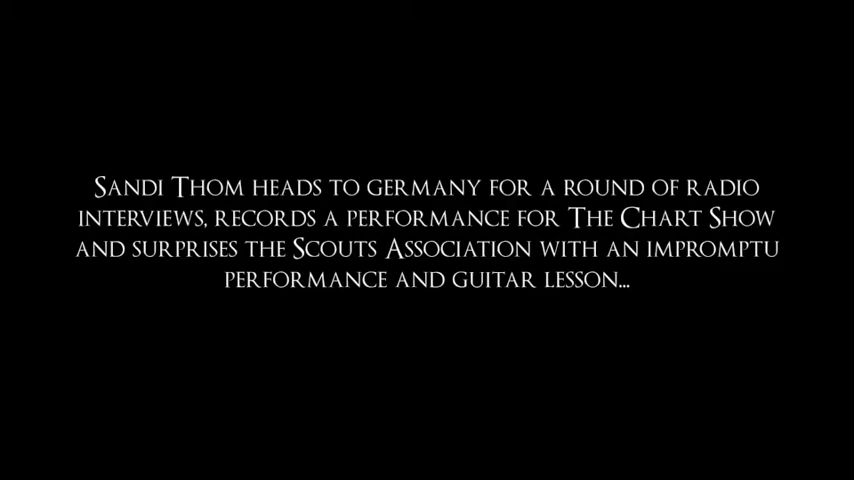 Sandi Thom heads to Germany for a round of radio
interviews, records a performance for The Chart Show
and surprises the Scouts Association with an impromptu
performance and guitar lesson...